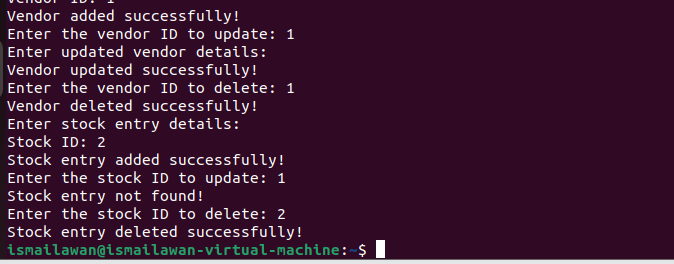 Vendor ID: 1
Vendor added successfully!
Enter the vendor ID to update: 1
Enter updated vendor details:
Vendor updated successfully!
Enter the vendor ID to delete: 1
Vendor deleted successfully!
Enter stock entry details:
Stock ID: 2
Stock entry added successfully!
Enter the stock ID to update: 1
Stock entry not found!
Enter the stock ID to delete: 2
Stock entry deleted successfully!
ismailawan@ismailawan-virtual-machine:~$